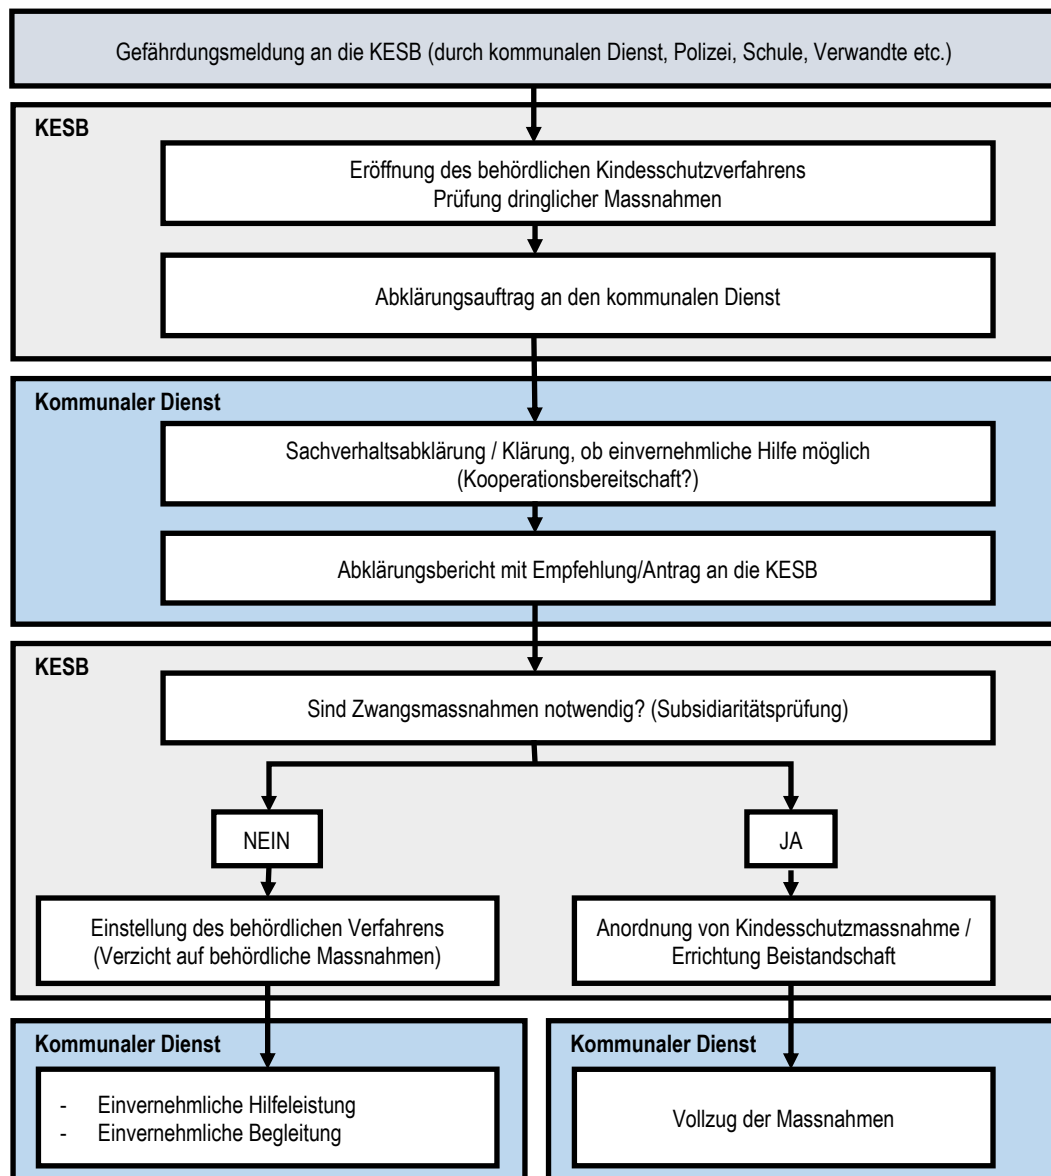 Gefährdungsmeldung an die KESB (durch kommunalen Dienst, Polizei, Schule, Verwandte etc.)
KESB
Eröffnung des behördlichen Kindesschutzverfahrens
Prüfung dringlicher Massnahmen
Abklärungsauftrag an den kommunalen Dienst
Kommunaler Dienst
Sachverhaltsabklärung / Klärung, ob einvernehmliche Hilfe möglich
(Kooperationsbereitschaft?)
Abklärungsbericht mit Empfehlung/Antrag an die KESB
KESB
Sind Zwangsmassnahmen notwendig? (Subsidiaritätsprüfung)
NEIN
JA
Einstellung des behördlichen Verfahrens
(Verzicht auf behördliche Massnahmen)
Anordnung von Kindesschutzmassnahme /
Errichtung Beistandschaft
Kommunaler Dienst
- Einvernehmliche Hilfeleistung
- Einvernehmliche Begleitung
Kommunaler Dienst
Vollzug der Massnahmen